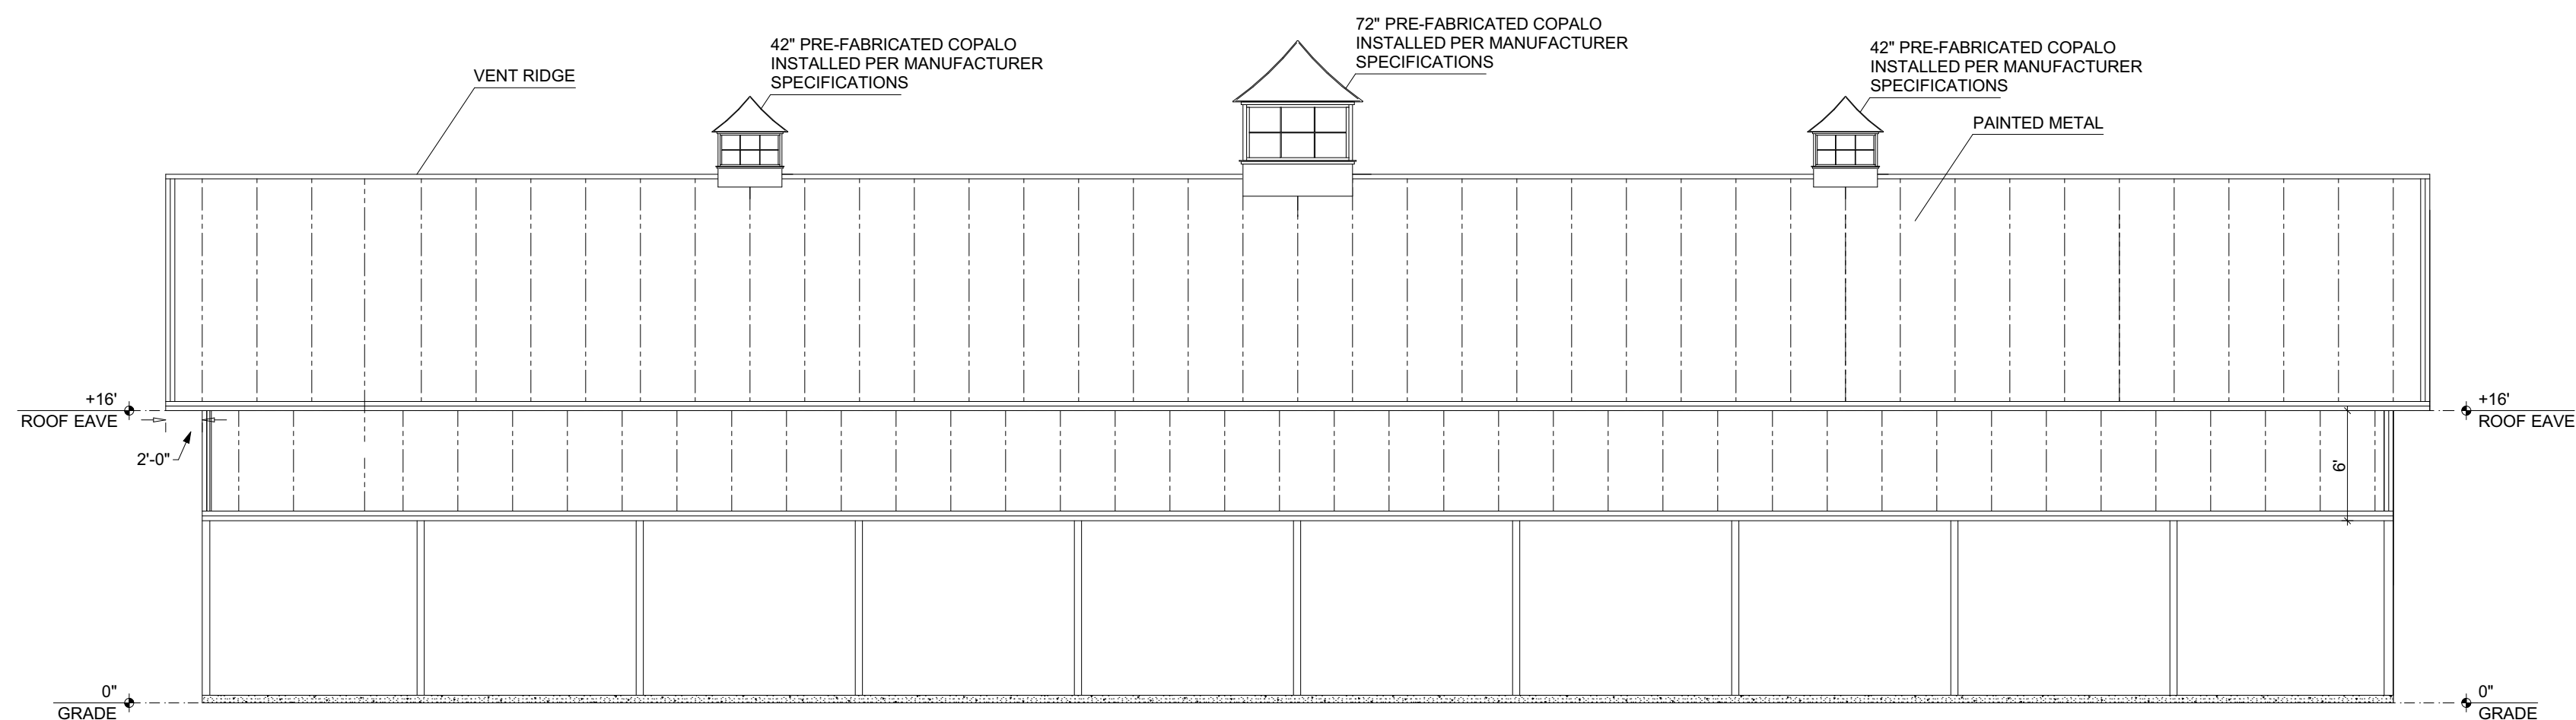 72" PRE-FABRICATED COPALO
INSTALLED PER MANUFACTURER
SPECIFICATIONS
42" PRE-FABRICATED COPALO
INSTALLED PER MANUFACTURER
SPECIFICATIONS
42" PRE-FABRICATED COPALO
INSTALLED PER MANUFACTURER
SPECIFICATIONS
VENT RIDGE
PAINTED METAL
+16'
ROOF EAVE
+16'
ROOF EAVE
2'-0"
6'
0"
GRADE
0"
GRADE